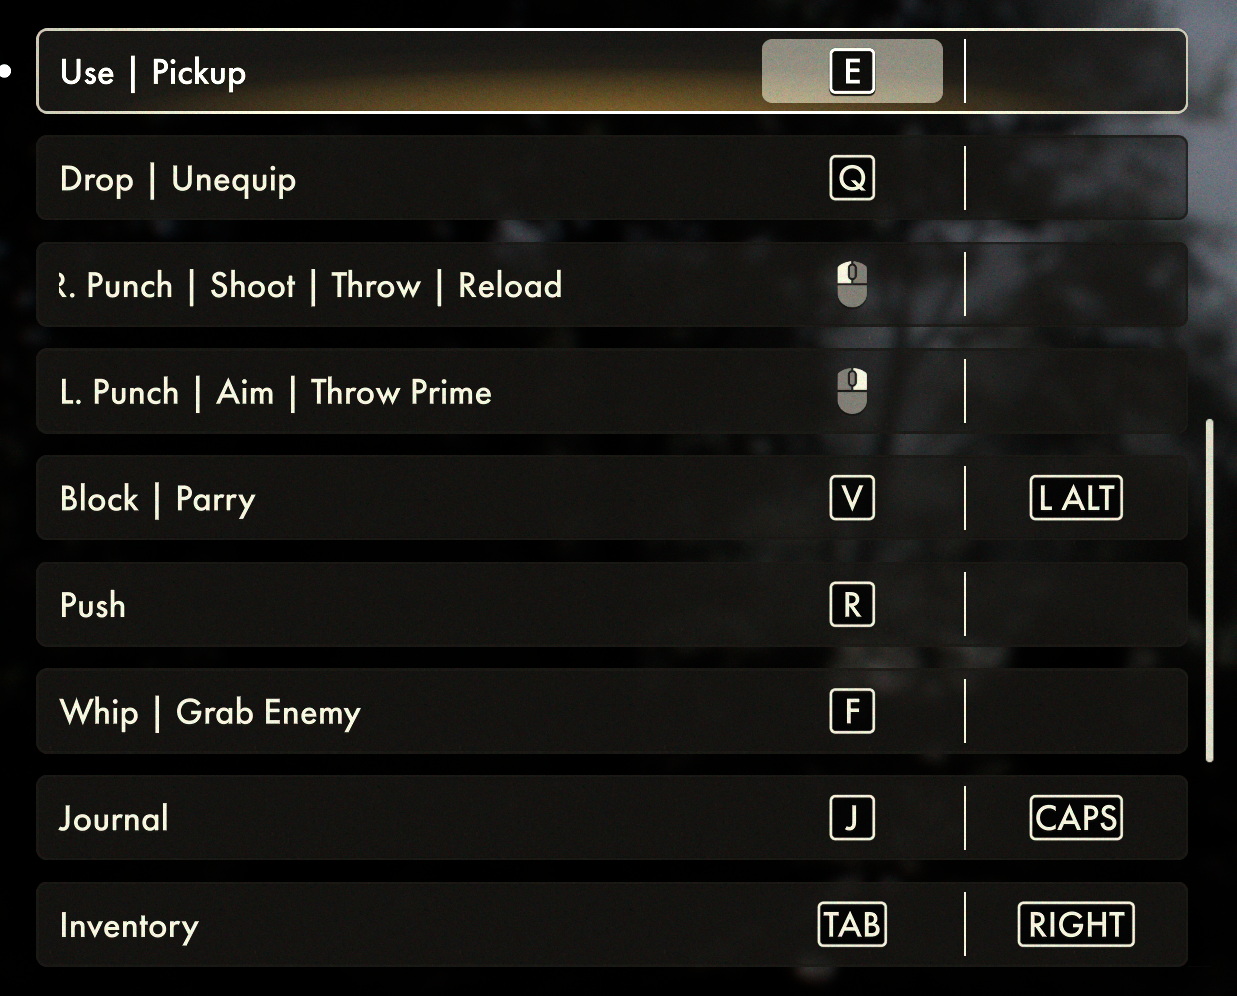 Use | Pickup E
Drop | Unequip Q
R. Punch | Shoot | Throw | Reload
L. Punch | Aim | Throw Prime
Block | Parry V L ALT
Push R
Whip | Grab Enemy F
Journal J CAPS
Inventory TAB RIGHT